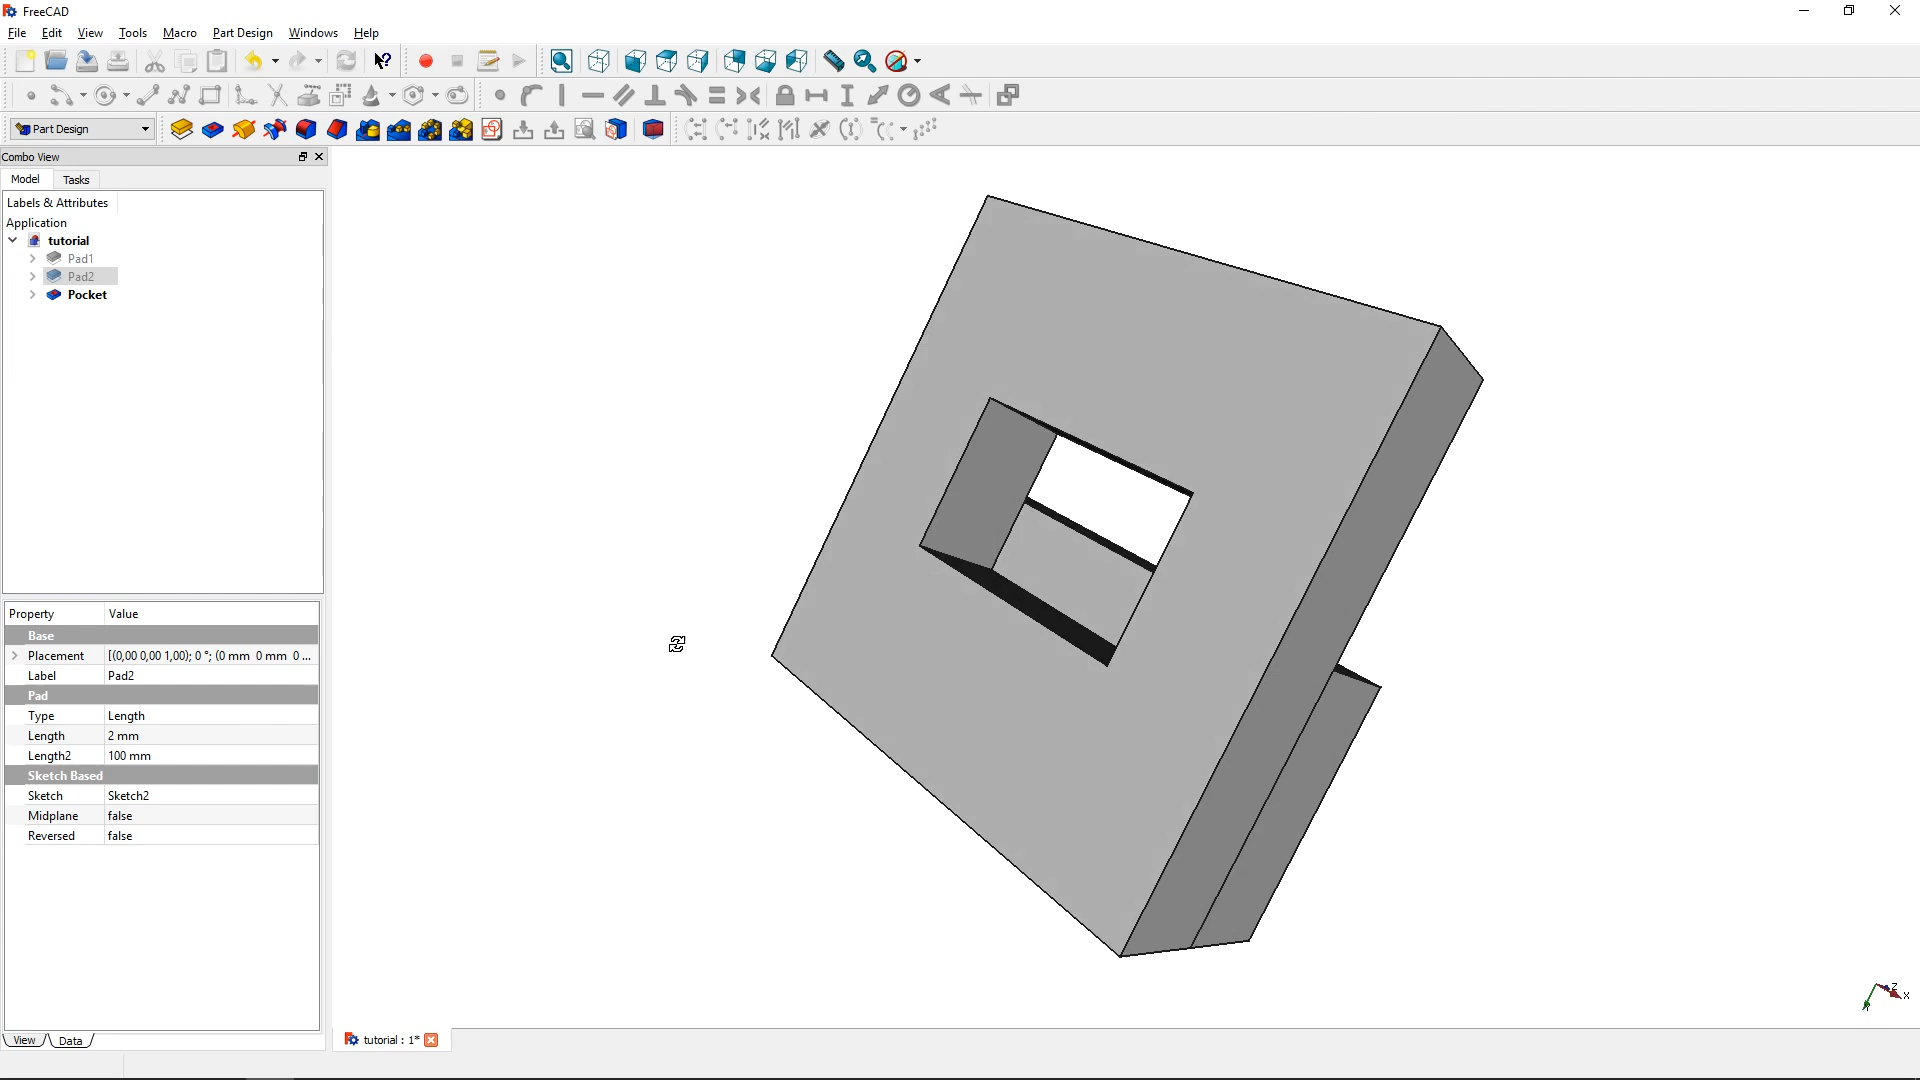 FreeCAD
File Edit View Tools Macro Part Design Windows Help
Part Design
Combo View
Model Tasks
Labels & Attributes
Application
tutorial
Pad1
Pad2
Pocket
Property Value
Base
Placement [(0,00 0,00 1,00); 0 °; (0 mm 0 mm 0 ...
Label Pad2
Pad
Type Length
Length 2 mm
Length2 100 mm
Sketch Based
Sketch Sketch2
Midplane false
Reversed false
Z
X
Y
View Data
tutorial : 1*